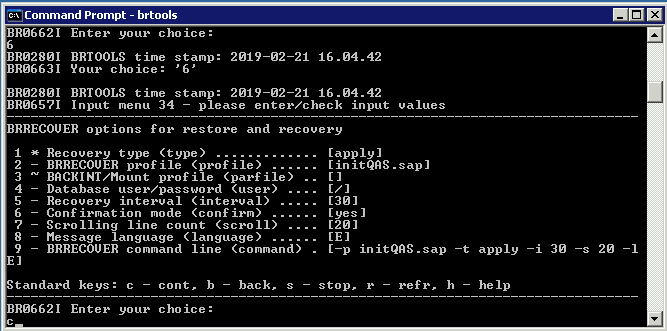 Command Prompt - brtools
BR0662I Enter your choice:
6
BR0280I BRTOOLS time stamp: 2019-02-21 16.04.42
BR0663I Your choice: '6'
BR0280I BRTOOLS time stamp: 2019-02-21 16.04.42
BR0657I Input menu 34 - please enter/check input values
-------------------------------------------------------------------------------
BRRECOVER options for restore and recovery
1 * Recovery type (type) ............. [apply]
2 - BRRECOVER profile (profile) ...... [initQAS.sap]
3 ~ BACKINT/Mount profile (parfile) .. []
4 - Database user/password (user) .... [/]
5 - Recovery interval (interval) ..... [30]
6 - Confirmation mode (confirm) ...... [yes]
7 - Scrolling line count (scroll) .... [20]
8 - Message language (language) ...... [E]
9 - BRRECOVER command line (command) . [-p initQAS.sap -t apply -i 30 -s 20 -l
E]
Standard keys: c - cont, b - back, s - stop, r - refr, h - help
-------------------------------------------------------------------------------
BR0662I Enter your choice:
c_